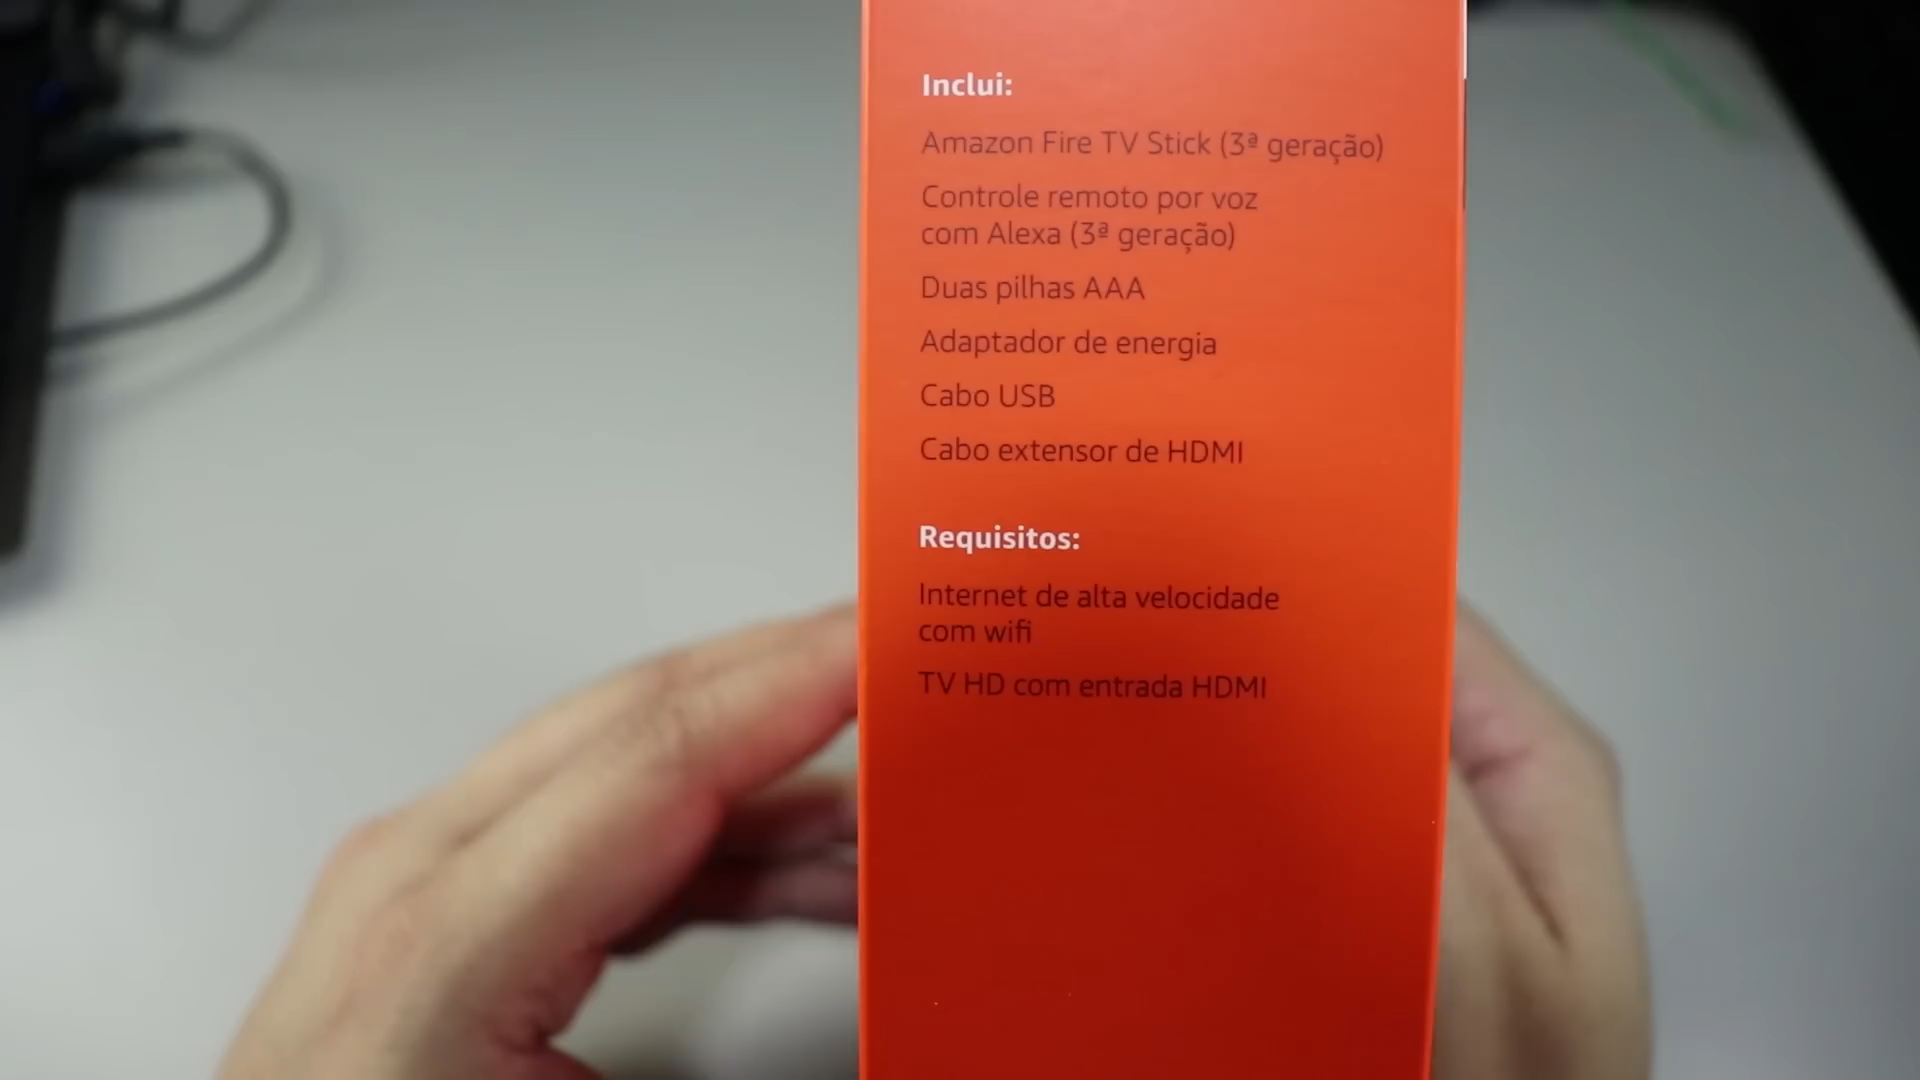 Inclui:
Amazon Fire TV Stick (3ª geração)
Controle remoto por voz
com Alexa (3ª geração)
Duas pilhas AAA
Adaptador de energia
Cabo USB
Cabo extensor de HDMI
Requisitos:
Internet de alta velocidade
com wifi
TV HD com entrada HDMI